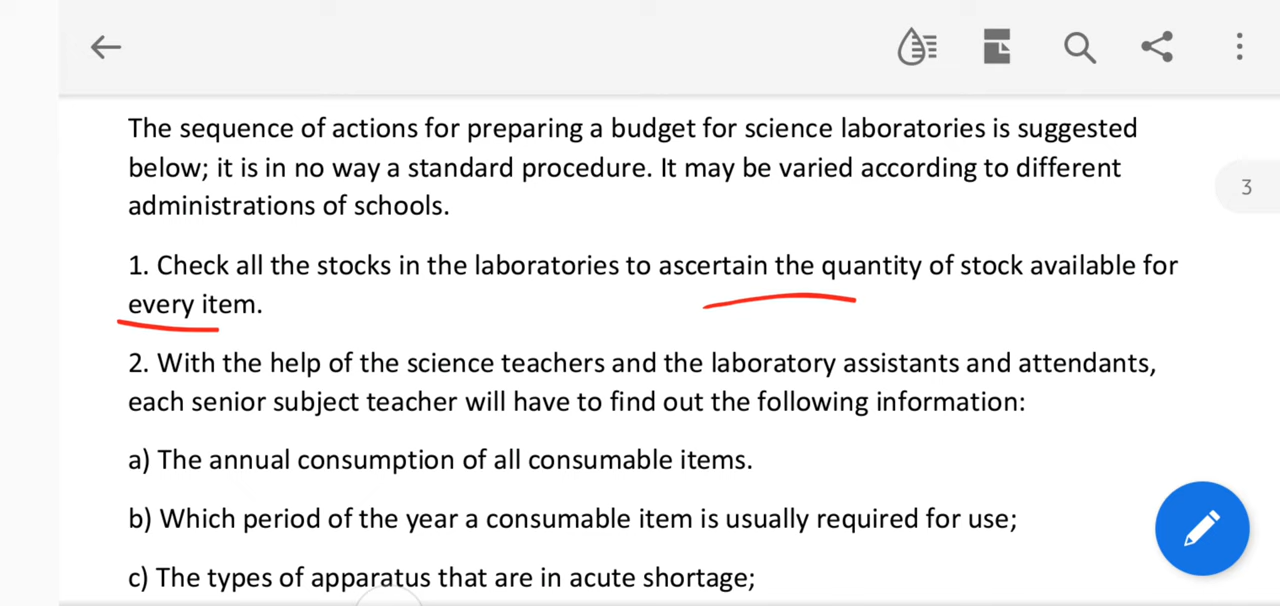 The sequence of actions for preparing a budget for science laboratories is suggested
below; it is in no way a standard procedure. It may be varied according to different
administrations of schools.
3
1. Check all the stocks in the laboratories to ascertain the quantity of stock available for
every item.
2. With the help of the science teachers and the laboratory assistants and attendants,
each senior subject teacher will have to find out the following information:
a) The annual consumption of all consumable items.
b) Which period of the year a consumable item is usually required for use;
c) The types of apparatus that are in acute shortage;